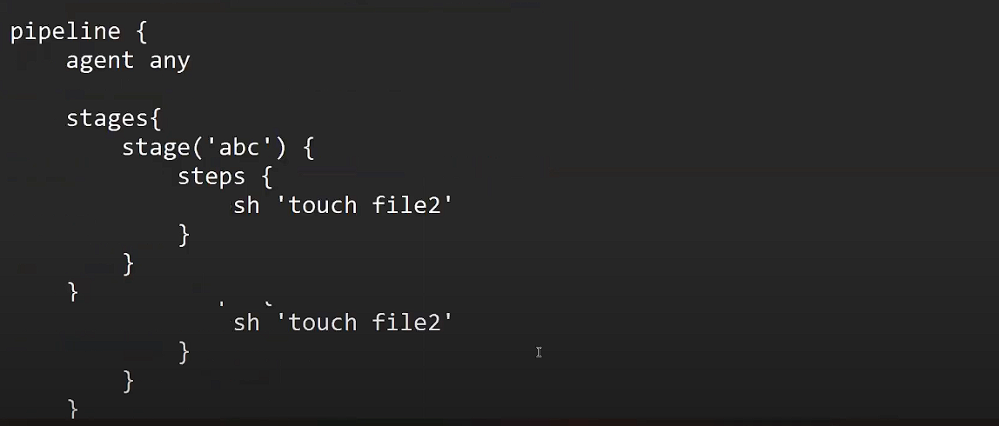 pipeline {
    agent any

    stages{
        stage('abc') {
            steps {
                sh 'touch file2'
            }
        }
    }
                sh 'touch file2'
            }
        }
    }